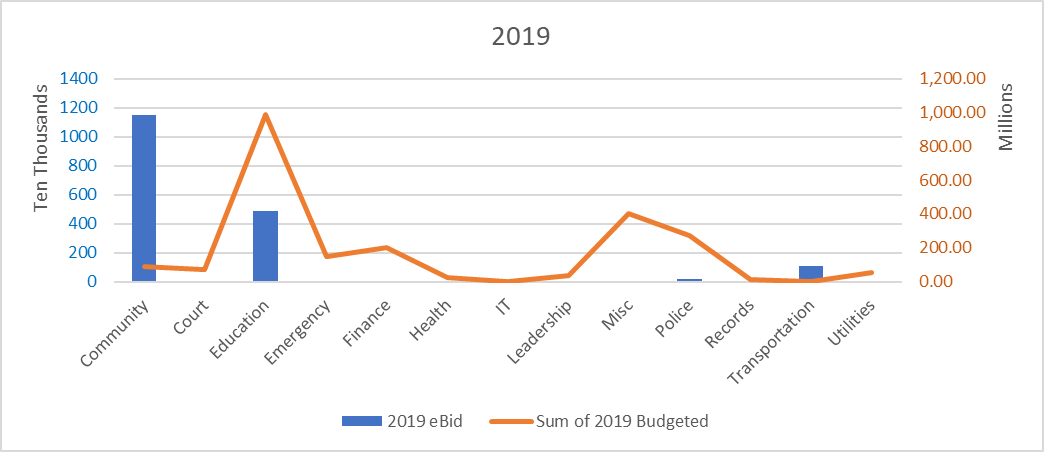 2019
Ten Thousands
1400
1200
1000
800
600
400
200
0
1,200.00
1,000.00
800.00
600.00
400.00
200.00
0.00
Millions
Community
Court
Education
Emergency
Finance
Health
IT
Leadership
Misc
Police
Records
Transportation
Utilities
2019 eBid
Sum of 2019 Budgeted